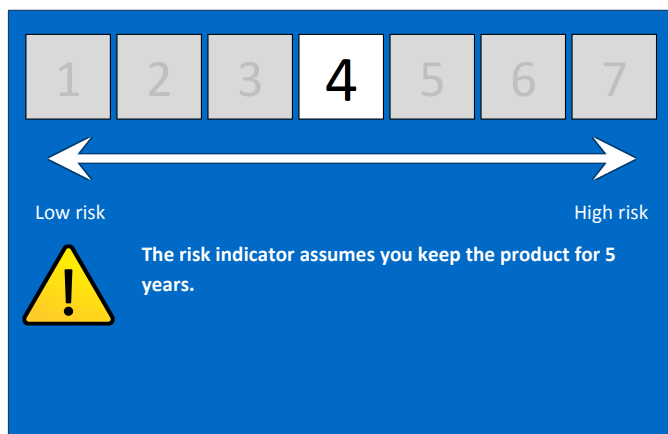 1 2 3 4 5 6 7
Low risk High risk
The risk indicator assumes you keep the product for 5
years.